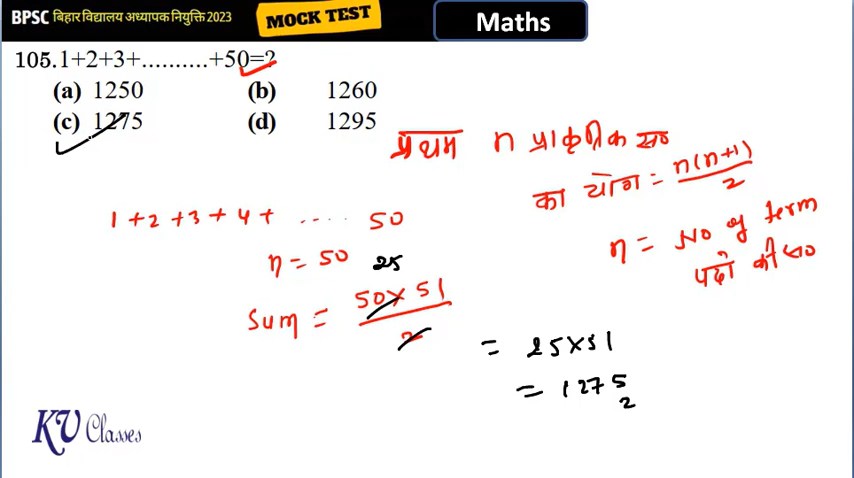 BPSC बिहार विद्यालय अध्यापक नियुक्ति 2023
MOCK TEST
Maths
105.1+2+3+..........+50=?
(a) 1250 (b) 1260
(c) 1275 (d) 1295
प्रथम n प्राकृतिक
का योग = n(n+1)/2
1+2+3+4+ ..... 50
n = No of term
पदों की
n = 50
25
Sum = 50×51/2
= 25×51
= 1275
KV Classes